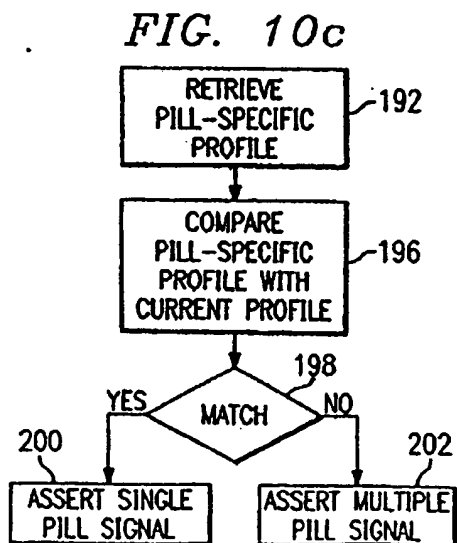 FIG. 10c
RETRIEVE
PILL-SPECIFIC
PROFILE
192
COMPARE
PILL-SPECIFIC
PROFILE WITH
CURRENT PROFILE
196
198
YES
MATCH
NO
200
ASSERT SINGLE
PILL SIGNAL
202
ASSERT MULTIPLE
PILL SIGNAL